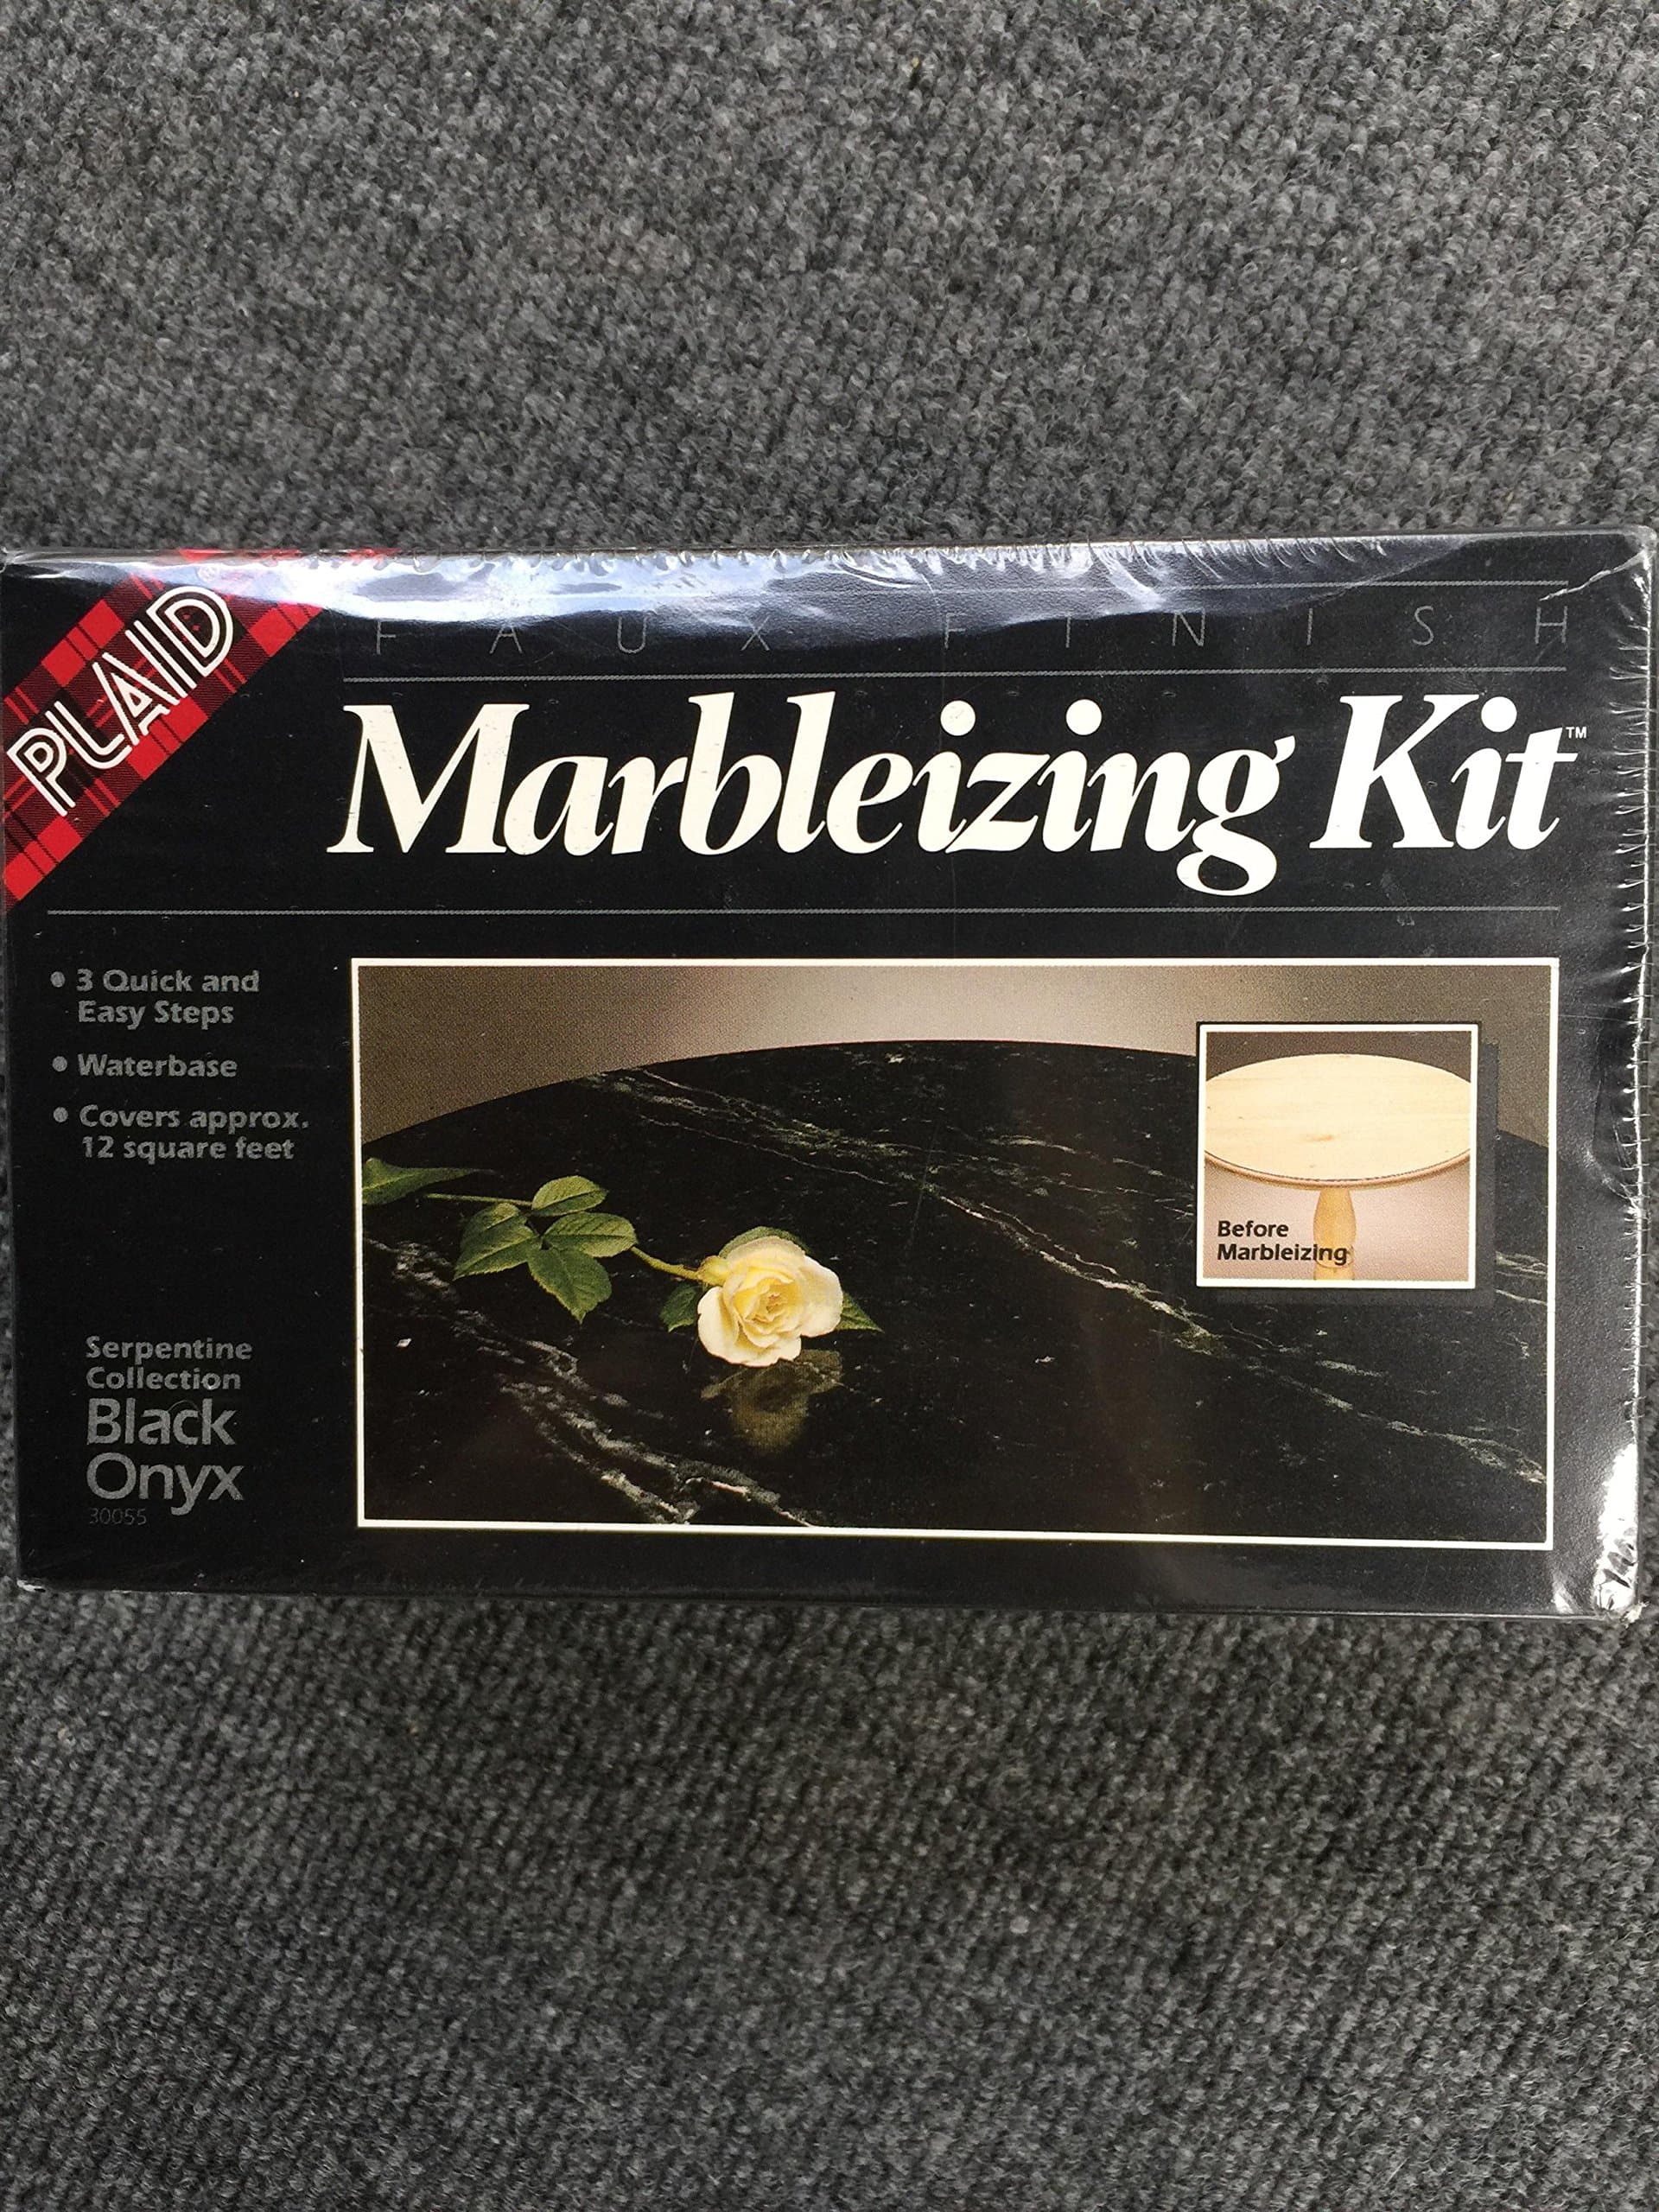 PLAID®
FAUX FINISH
Marbleizing Kit™
• 3 Quick and
Easy Steps
• Waterbase
• Covers approx.
12 square feet
Before
Marbleizing
Serpentine
Collection
Black
Onyx
30055